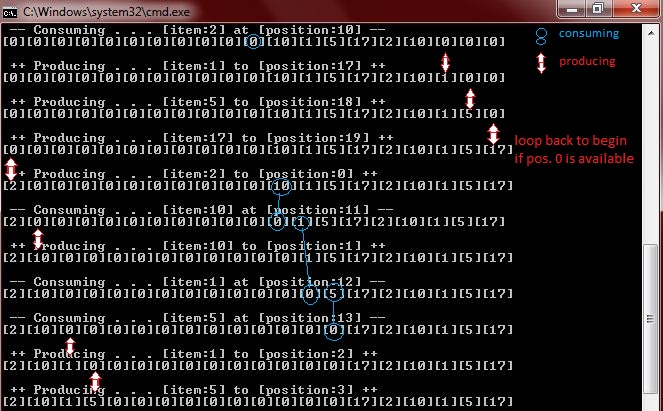 C:\Windows\system32\cmd.exe
-- Consuming . . . [item:2] at [position:10] --
[0][0][0][0][0][0][0][0][0][0][0][10][1][5][17][2][10][0][0][0]
++ Producing . . . [item:1] to [position:17] ++
[0][0][0][0][0][0][0][0][0][0][0][10][1][5][17][2][10][1][0][0]
++ Producing . . . [item:5] to [position:18] ++
[0][0][0][0][0][0][0][0][0][0][0][10][1][5][17][2][10][1][5][0]
++ Producing . . . [item:17] to [position:19] ++
[0][0][0][0][0][0][0][0][0][0][0][10][1][5][17][2][10][1][5][17]
++ Producing . . . [item:2] to [position:0] ++
[2][0][0][0][0][0][0][0][0][0][0][10][1][5][17][2][10][1][5][17]
-- Consuming . . . [item:10] at [position:11] --
[2][0][0][0][0][0][0][0][0][0][0][0][1][5][17][2][10][1][5][17]
++ Producing . . . [item:10] to [position:1] ++
[2][10][0][0][0][0][0][0][0][0][0][0][1][5][17][2][10][1][5][17]
-- Consuming . . . [item:1] at [position:12] --
[2][10][0][0][0][0][0][0][0][0][0][0][0][5][17][2][10][1][5][17]
-- Consuming . . . [item:5] at [position:13] --
[2][10][0][0][0][0][0][0][0][0][0][0][0][0][17][2][10][1][5][17]
++ Producing . . . [item:1] to [position:2] ++
[2][10][1][0][0][0][0][0][0][0][0][0][0][0][17][2][10][1][5][17]
++ Producing . . . [item:5] to [position:3] ++
[2][10][1][5][0][0][0][0][0][0][0][0][0][0][17][2][10][1][5][17]
consuming
producing
loop back to begin
if pos. 0 is available